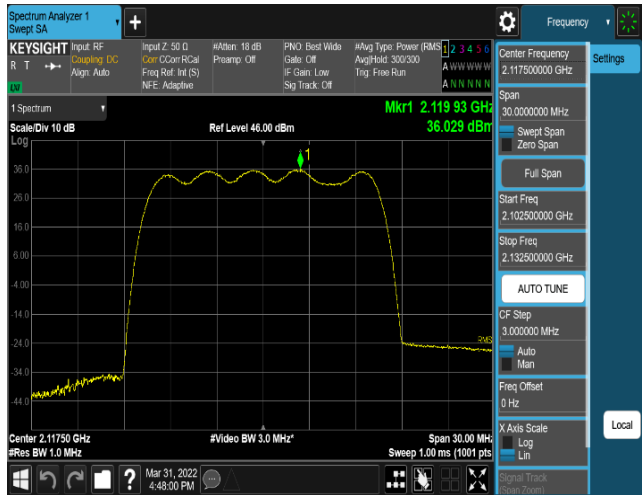 Spectrum Analyzer 1
Swept SA
Frequency
KEYSIGHT
R T
LXI
Input: RF
Coupling: DC
Align: Auto
Input Z: 50 Ω
Corr CCorr RCal
Freq Ref: Int (S)
NFE: Adaptive
#Atten: 18 dB
Preamp: Off
PNO: Best Wide
Gate: Off
IF Gain: Low
Sig Track: Off
#Avg Type: Power (RMS
Avg|Hold: 300/300
Trig: Free Run
1 2 3 4 5 6
A W W W W W
A N N N N N
1 Spectrum
Scale/Div 10 dB
Ref Level 46.00 dBm
Mkr1 2.119 93 GHz
36.029 dBm
Log
1
36.0
26.0
16.0
6.00
-4.00
-14.0
-24.0
-34.0
-44.0
RMS
Center 2.11750 GHz
#Res BW 1.0 MHz
#Video BW 3.0 MHz*
Span 30.00 MHz
Sweep 1.00 ms (1001 pts
?
Mar 31, 2022
4:48:00 PM
Settings
Center Frequency
2.117500000 GHz
Span
30.0000000 MHz
Swept Span
Zero Span
Full Span
Start Freq
2.102500000 GHz
Stop Freq
2.132500000 GHz
AUTO TUNE
CF Step
3.000000 MHz
Auto
Man
Freq Offset
0 Hz
X Axis Scale
Log
Lin
Signal Track
(Span Zoom)
Local